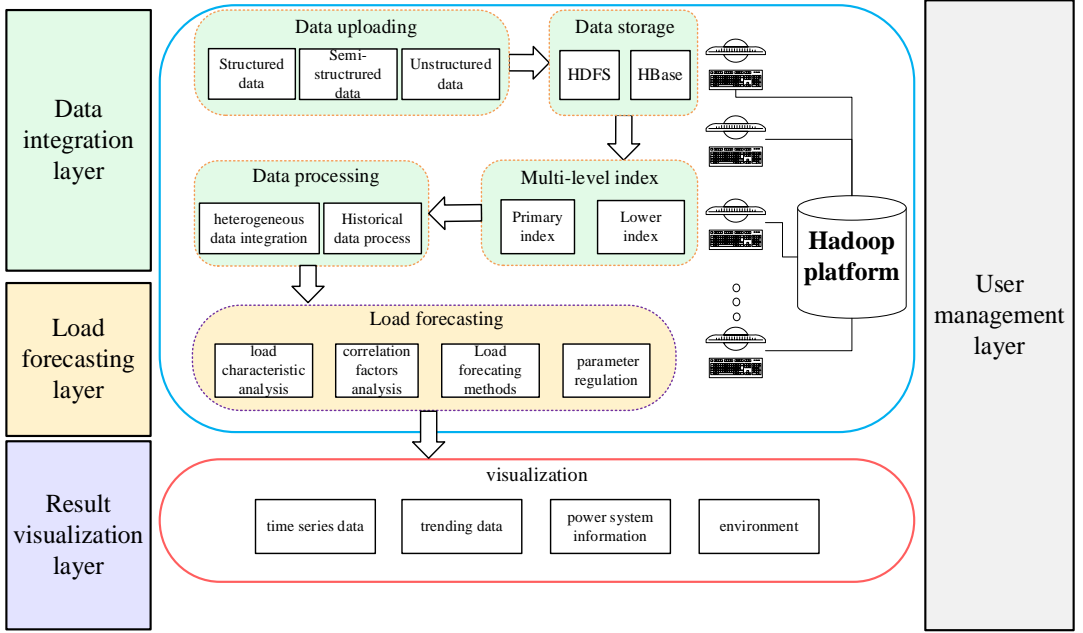 Data
integration
layer
Data uploading
Structured
data
Semi-
structrured
data
Unstructured
data
Data storage
HDFS
HBase
Data processing
heterogeneous
data integration
Historical
data process
Multi-level index
Primary
index
Lower
index
Hadoop
platform
User
management
layer
Load
forecasting
layer
Load forecasting
load
characteristic
analysis
correlation
factors
analysis
Load
forecating
methods
parameter
regulation
Result
visualization
layer
visualization
time series data
trending data
power system
information
environment